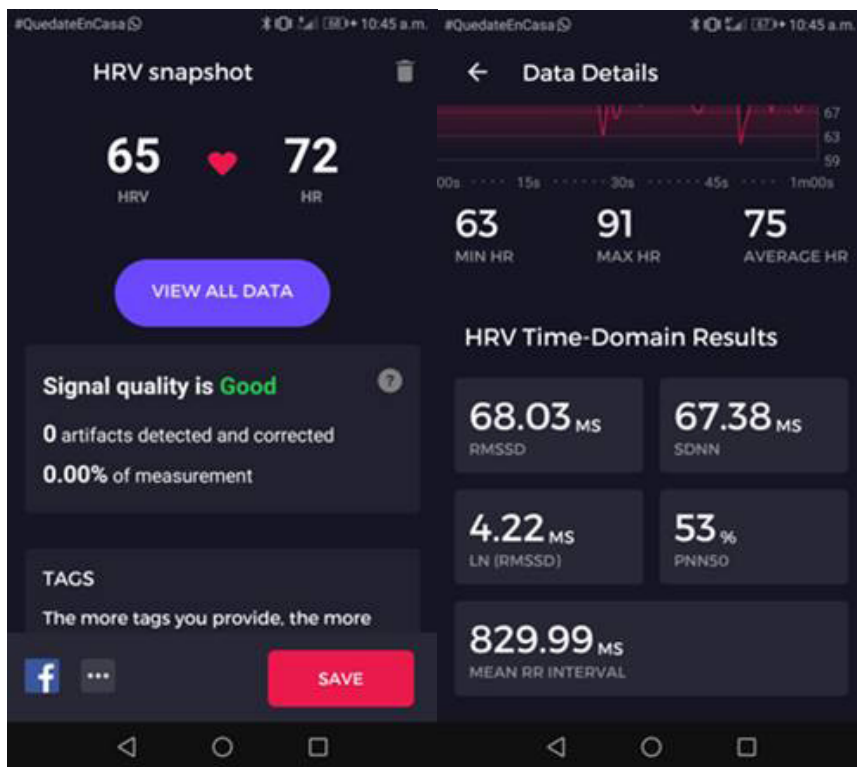 #QuedateEnCasa 10:45 a.m.
HRV snapshot
65 72
HRV HR
VIEW ALL DATA
Signal quality is Good ?
0 artifacts detected and corrected
0.00% of measurement
TAGS
The more tags you provide, the more
f ... SAVE
#QuedateEnCasa 67 10:45 a.m.
← Data Details
67
63
59
00s 15s 30s 45s 1m00s
63 91 75
MIN HR MAX HR AVERAGE HR
HRV Time-Domain Results
68.03 MS 67.38 MS
RMSSD SDNN
4.22 MS 53 %
LN (RMSSD) PNN50
829.99 MS
MEAN RR INTERVAL